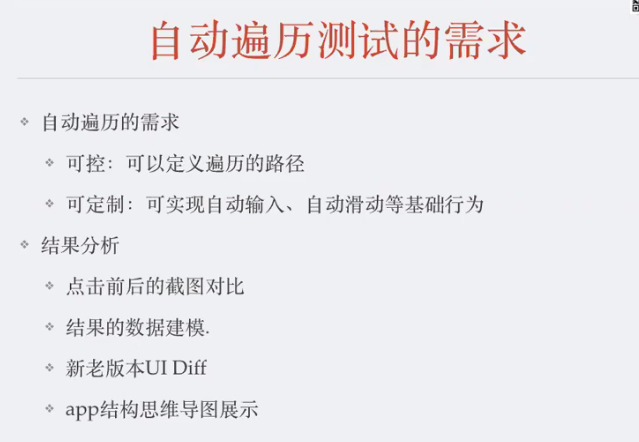 自动遍历测试的需求
自动遍历的需求
可控：可以定义遍历的路径
可定制：可实现自动输入、自动滑动等基础行为
结果分析
点击前后的截图对比
结果的数据建模.
新老版本UI Diff
app结构思维导图展示